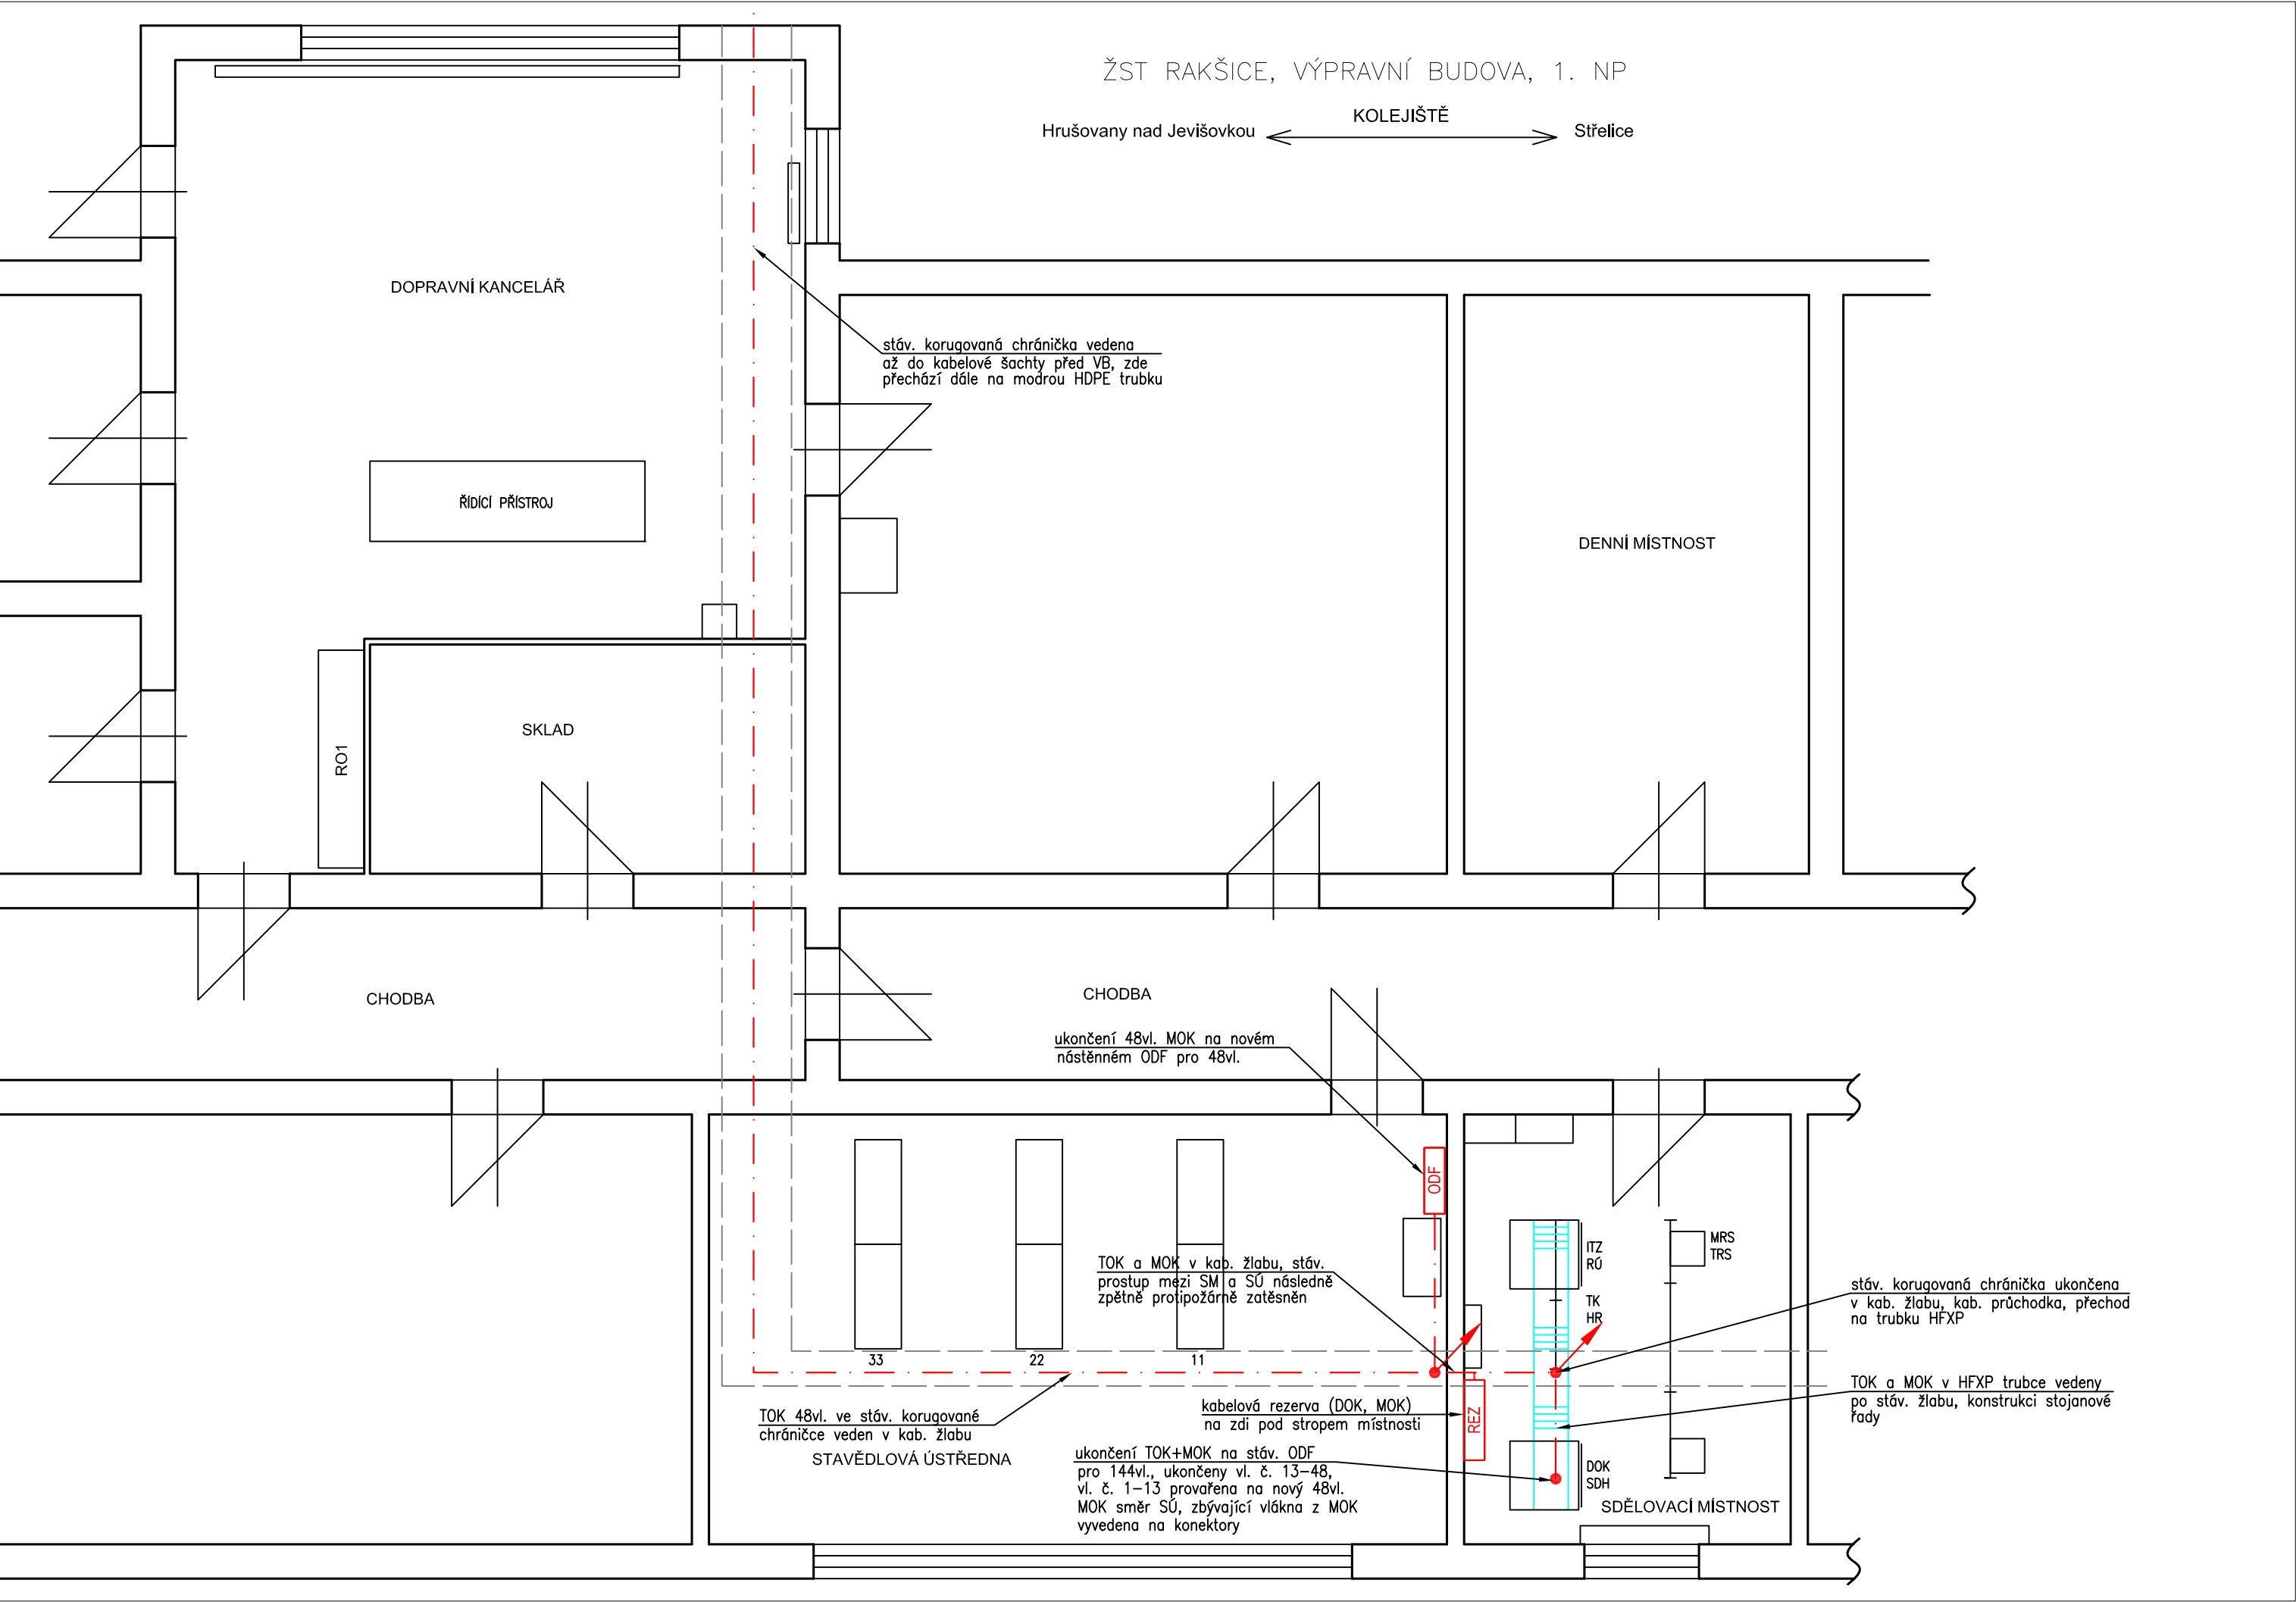 ŽST RAKŠICE, VÝPRAVNÍ BUDOVA, 1. NP
KOLEJIŠTĚ
Hrušovany nad Jevišovkou
Střelice
DOPRAVNÍ KANCELÁŘ
stáv. korugovaná chránička vedena
až do kabelové šachty před VB, zde
přechází dále na modrou HDPE trubku
ŘÍDÍCÍ PŘÍSTROJ
DENNÍ MÍSTNOST
SKLAD
RO1
CHODBA
CHODBA
ukončení 48vl. MOK na novém
nástěnném ODF pro 48vl.
ODF
TOK a MOK v kab. žlabu, stáv.
prostup mezi SM a SÚ následně
zpětně protipožárně zatěsněn
ITZ
RÚ
MRS
TRS
TK
HR
stáv. korugovaná chránička ukončena
v kab. žlabu, kab. průchodka, přechod
na trubku HFXP
33
22
11
TOK a MOK v HFXP trubce vedeny
po stáv. žlabu, konstrukci stojanové
řady
kabelová rezerva (DOK, MOK)
na zdi pod stropem místnosti
REZ
TOK 48vl. ve stáv. korugované
chráničce veden v kab. žlabu
STAVĚDLOVÁ ÚSTŘEDNA
ukončení TOK+MOK na stáv. ODF
pro 144vl., ukončeny vl. č. 13-48,
vl. č. 1-13 provařena na nový 48vl.
MOK směr SÚ, zbývající vlákna z MOK
vyvedena na konektory
DOK
SDH
SDĚLOVACÍ MÍSTNOST